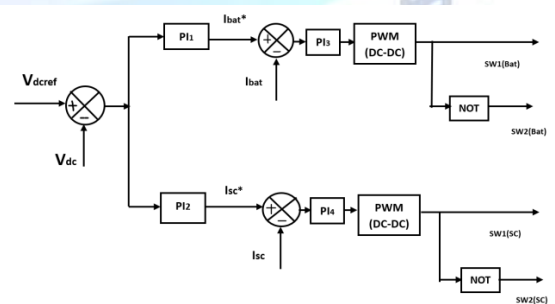 Ibat*
PI1
+
−
PI3
PWM
(DC-DC)
Ibat
SW1(Bat)
NOT
SW2(Bat)
Vdcref
+
−
Vdc
Isc*
PI2
+
−
PI4
PWM
(DC-DC)
Isc
SW1(SC)
NOT
SW2(SC)